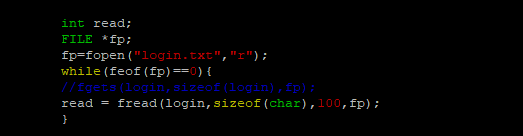 int read;
FILE *fp;
fp=fopen("login.txt","r");
while(feof(fp)==0){
//fgets(login,sizeof(login),fp);
read = fread(login,sizeof(char),100,fp);
}